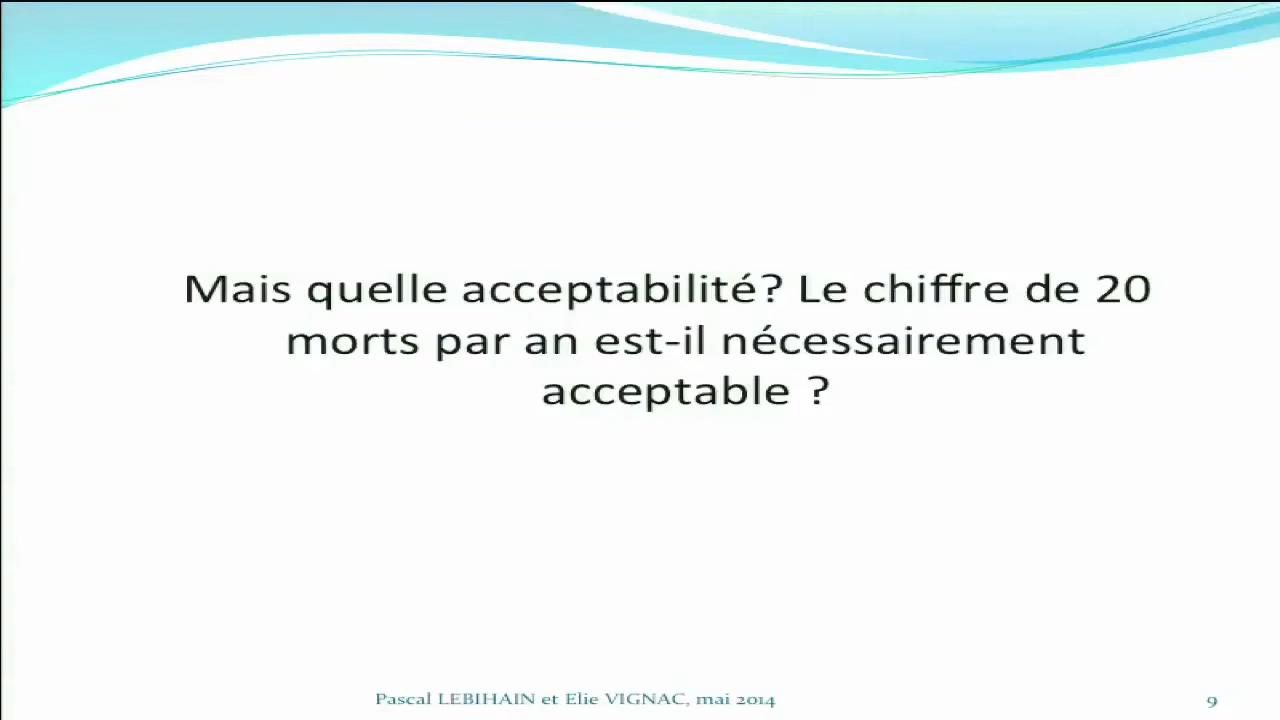 Mais quelle acceptabilité? Le chiffre de 20
morts par an est-il nécessairement
acceptable ?
Pascal LEBIHAIN et Elie VIGNAC, mai 2014
9